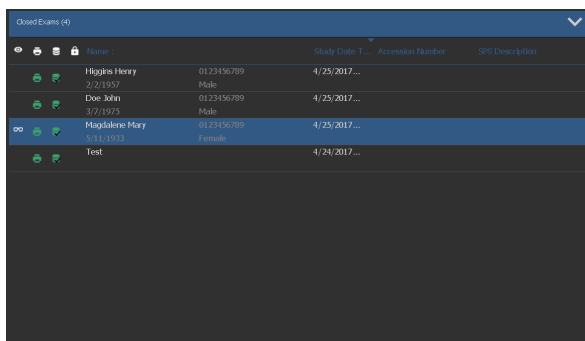 Closed Exams (4)
Name : Study Date T... Accession Number SPS Description
Higgins Henry 0123456789 4/25/2017...
2/2/1957 Male
Doe John 0123456789 4/25/2017...
3/7/1975 Male
Magdalene Mary 0123456789 4/25/2017...
5/11/1933 Female
Test 4/24/2017...